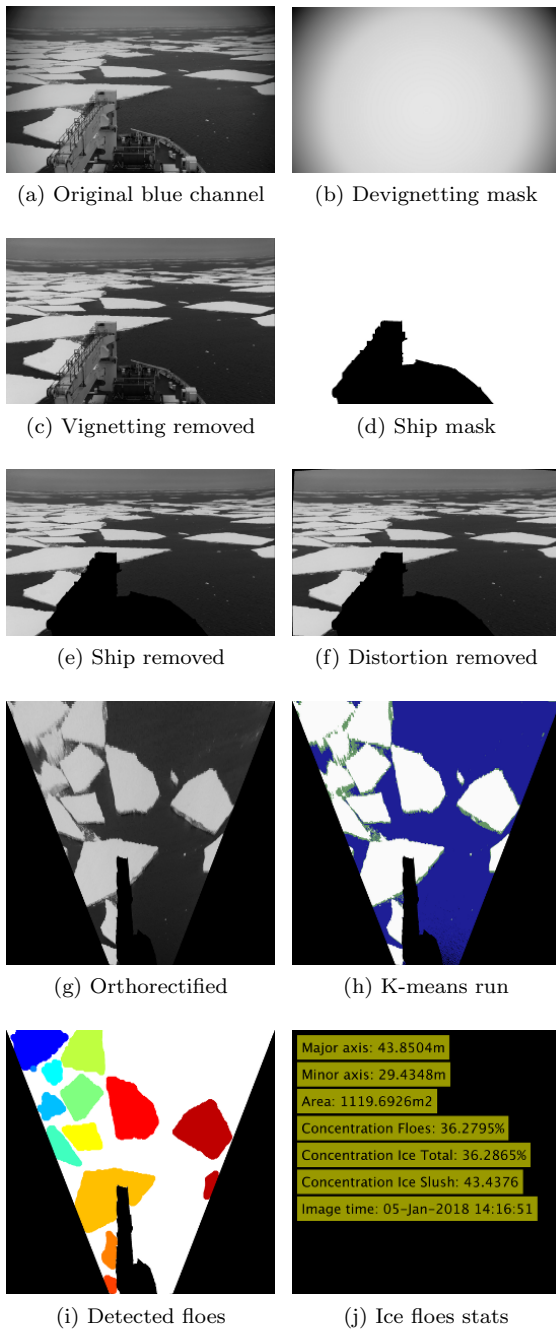 (a) Original blue channel
(b) Devignetting mask
(c) Vignetting removed
(d) Ship mask
(e) Ship removed
(f) Distortion removed
(g) Orthorectified
(h) K-means run
Major axis: 43.8504m
Minor axis: 29.4348m
Area: 1119.6926m2
Concentration Floes: 36.2795%
Concentration Ice Total: 36.2865%
Concentration Ice Slush: 43.4376
Image time: 05-Jan-2018 14:16:51
(i) Detected floes
(j) Ice floes stats